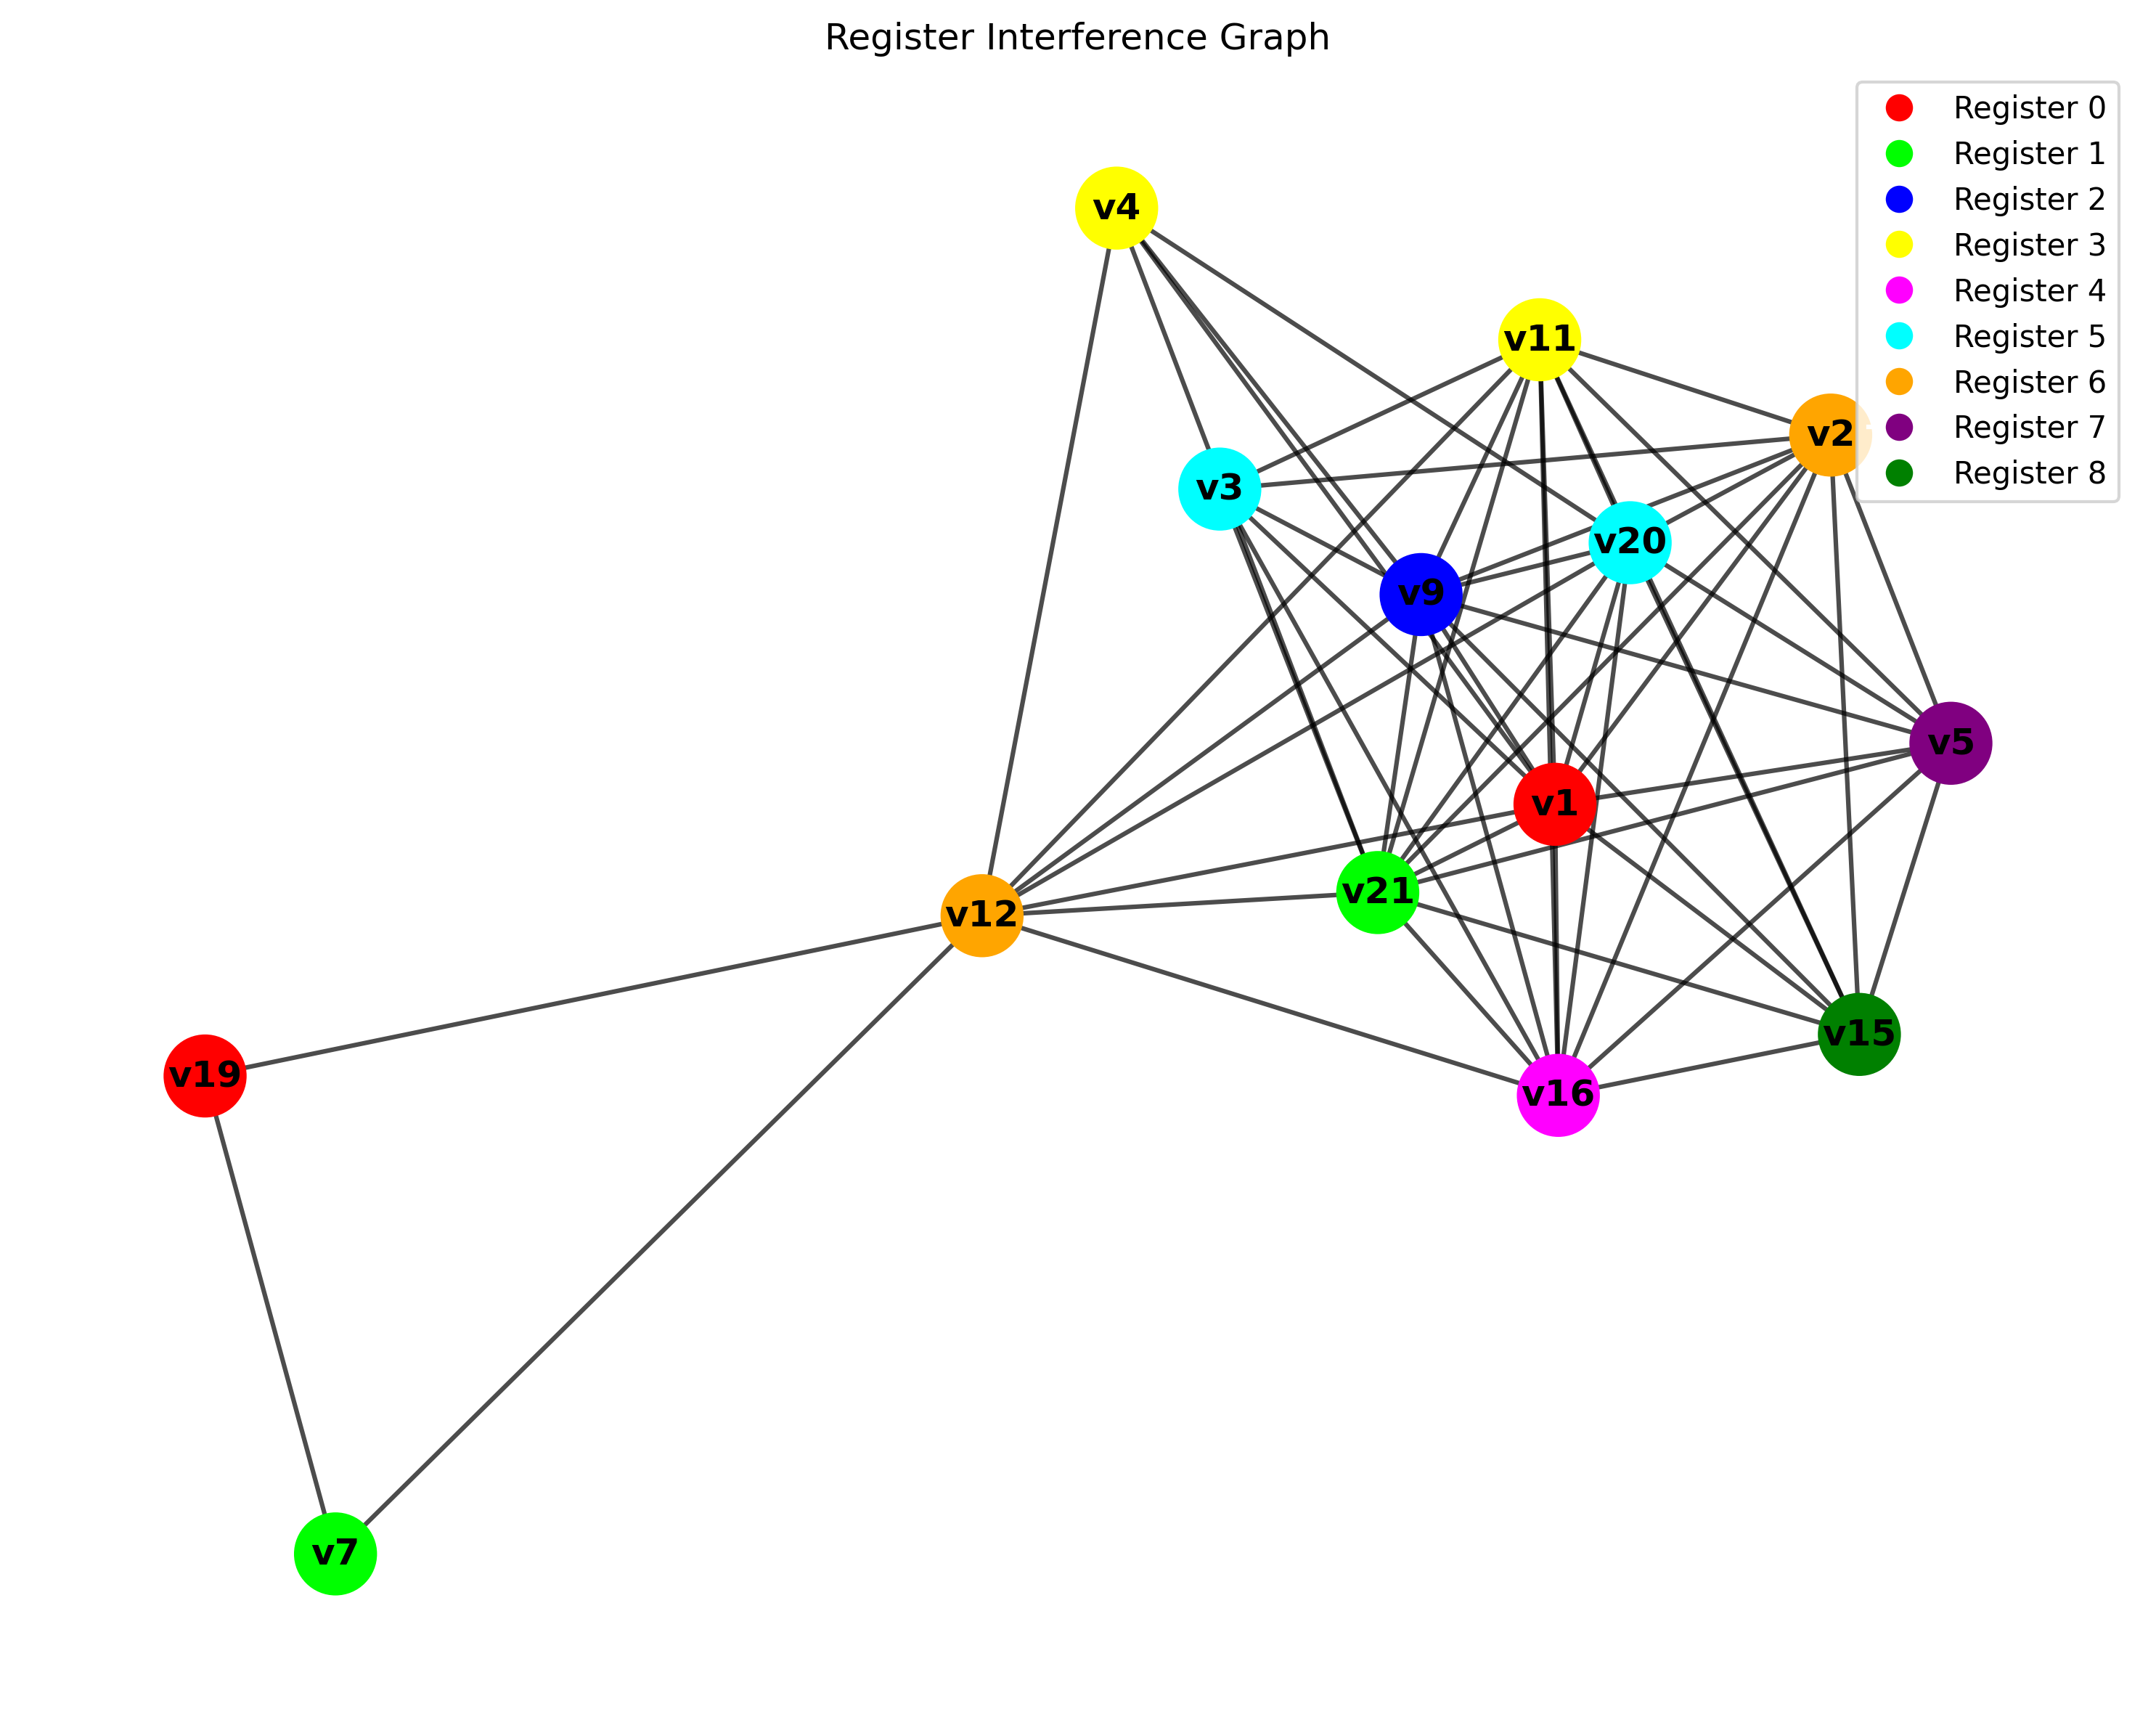 Register Interference Graph
Register 0
Register 1
Register 2
Register 3
Register 4
Register 5
Register 6
Register 7
Register 8
v4
v11
v2
v3
v20
v9
v5
v1
v21
v12
v15
v19
v16
v7